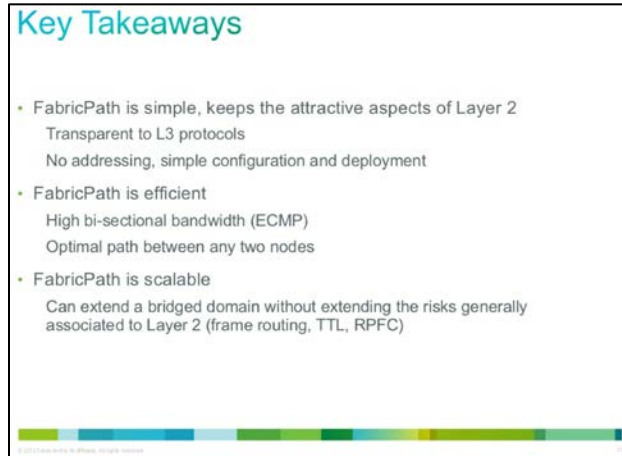 Key Takeaways
• FabricPath is simple, keeps the attractive aspects of Layer 2
Transparent to L3 protocols
No addressing, simple configuration and deployment
• FabricPath is efficient
High bi-sectional bandwidth (ECMP)
Optimal path between any two nodes
• FabricPath is scalable
Can extend a bridged domain without extending the risks generally
associated to Layer 2 (frame routing, TTL, RPFC)